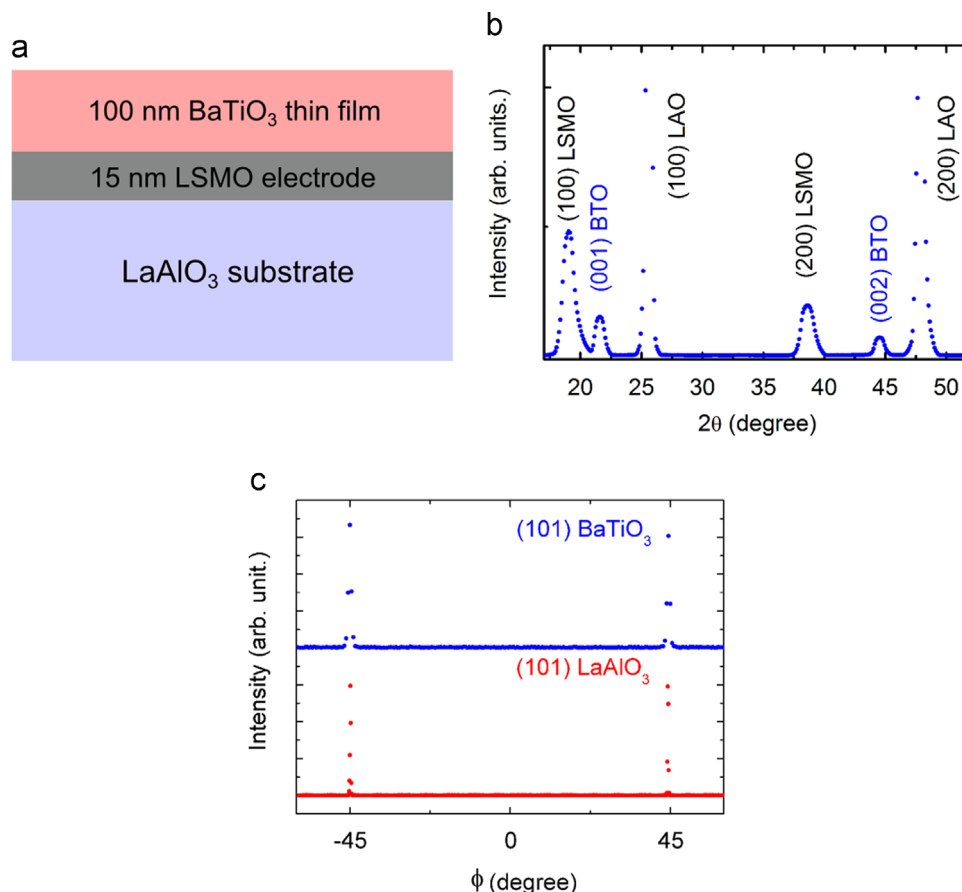 a
100 nm BaTiO₃ thin film
15 nm LSMO electrode
LaAlO₃ substrate
b
Intensity (arb. units.)
(100) LSMO
(001) BTO
(100) LAO
(200) LSMO
(002) BTO
(200) LAO
20 25 30 35 40 45 50
2θ (degree)
c
Intensity (arb. unit.)
(101) BaTiO₃
(101) LaAlO₃
-45 0 45
ϕ (degree)